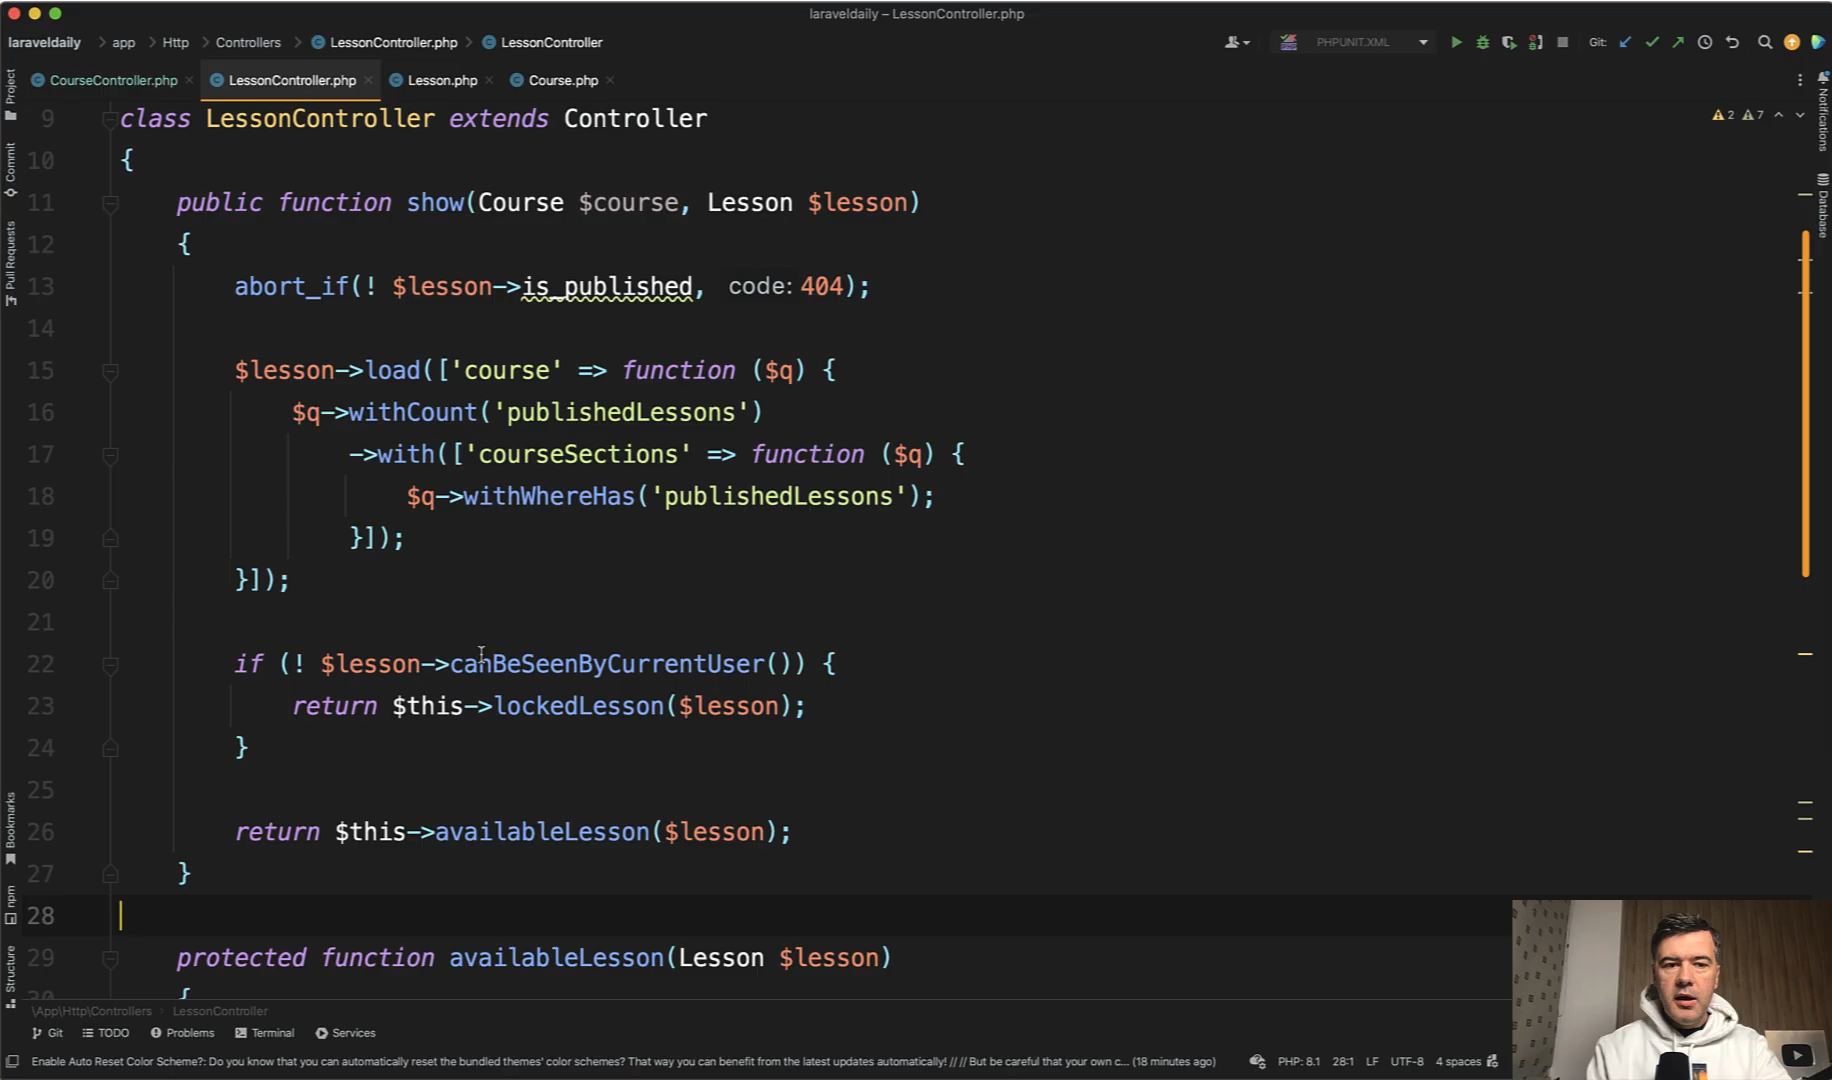 laraveldaily – LessonController.php
laraveldaily > app > Http > Controllers > LessonController.php > LessonController
PHPUNIT.XML
Git:
CourseController.php
LessonController.php
Lesson.php
Course.php
Project
Commit
Pull Requests
Bookmarks
npm
Structure
Notifications
Database
2 7
9 class LessonController extends Controller
10 {
11 public function show(Course $course, Lesson $lesson)
12 {
13 abort_if(! $lesson->is_published, code: 404);
14
15 $lesson->load(['course' => function ($q) {
16 $q->withCount('publishedLessons')
17 ->with(['courseSections' => function ($q) {
18 $q->withWhereHas('publishedLessons');
19 }]);
20 }]);
21
22 if (! $lesson->canBeSeenByCurrentUser()) {
23 return $this->lockedLesson($lesson);
24 }
25
26 return $this->availableLesson($lesson);
27 }
28
29 protected function availableLesson(Lesson $lesson)
30 {
\App\Http\Controllers > LessonController
Git
TODO
Problems
Terminal
Services
Enable Auto Reset Color Scheme?: Do you know that you can automatically reset the bundled themes' color schemes? That way you can benefit from the latest updates automatically! // // But be careful that your own c... (18 minutes ago)
PHP: 8.1 28:1 LF UTF-8 4 spaces